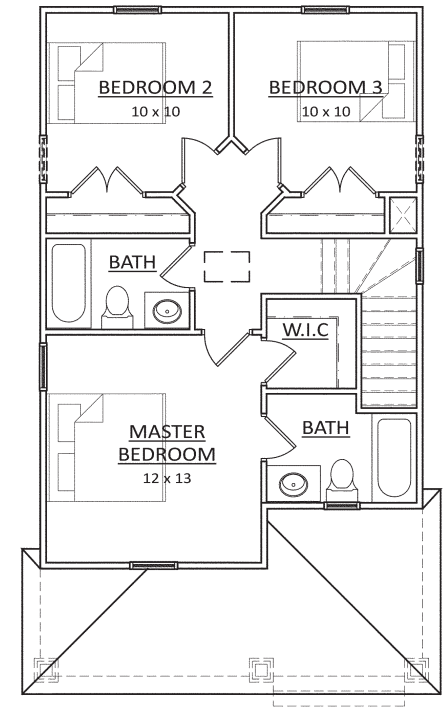 BEDROOM 2
10 x 10
BEDROOM 3
10 x 10
BATH
W.I.C
MASTER
BEDROOM
12 x 13
BATH